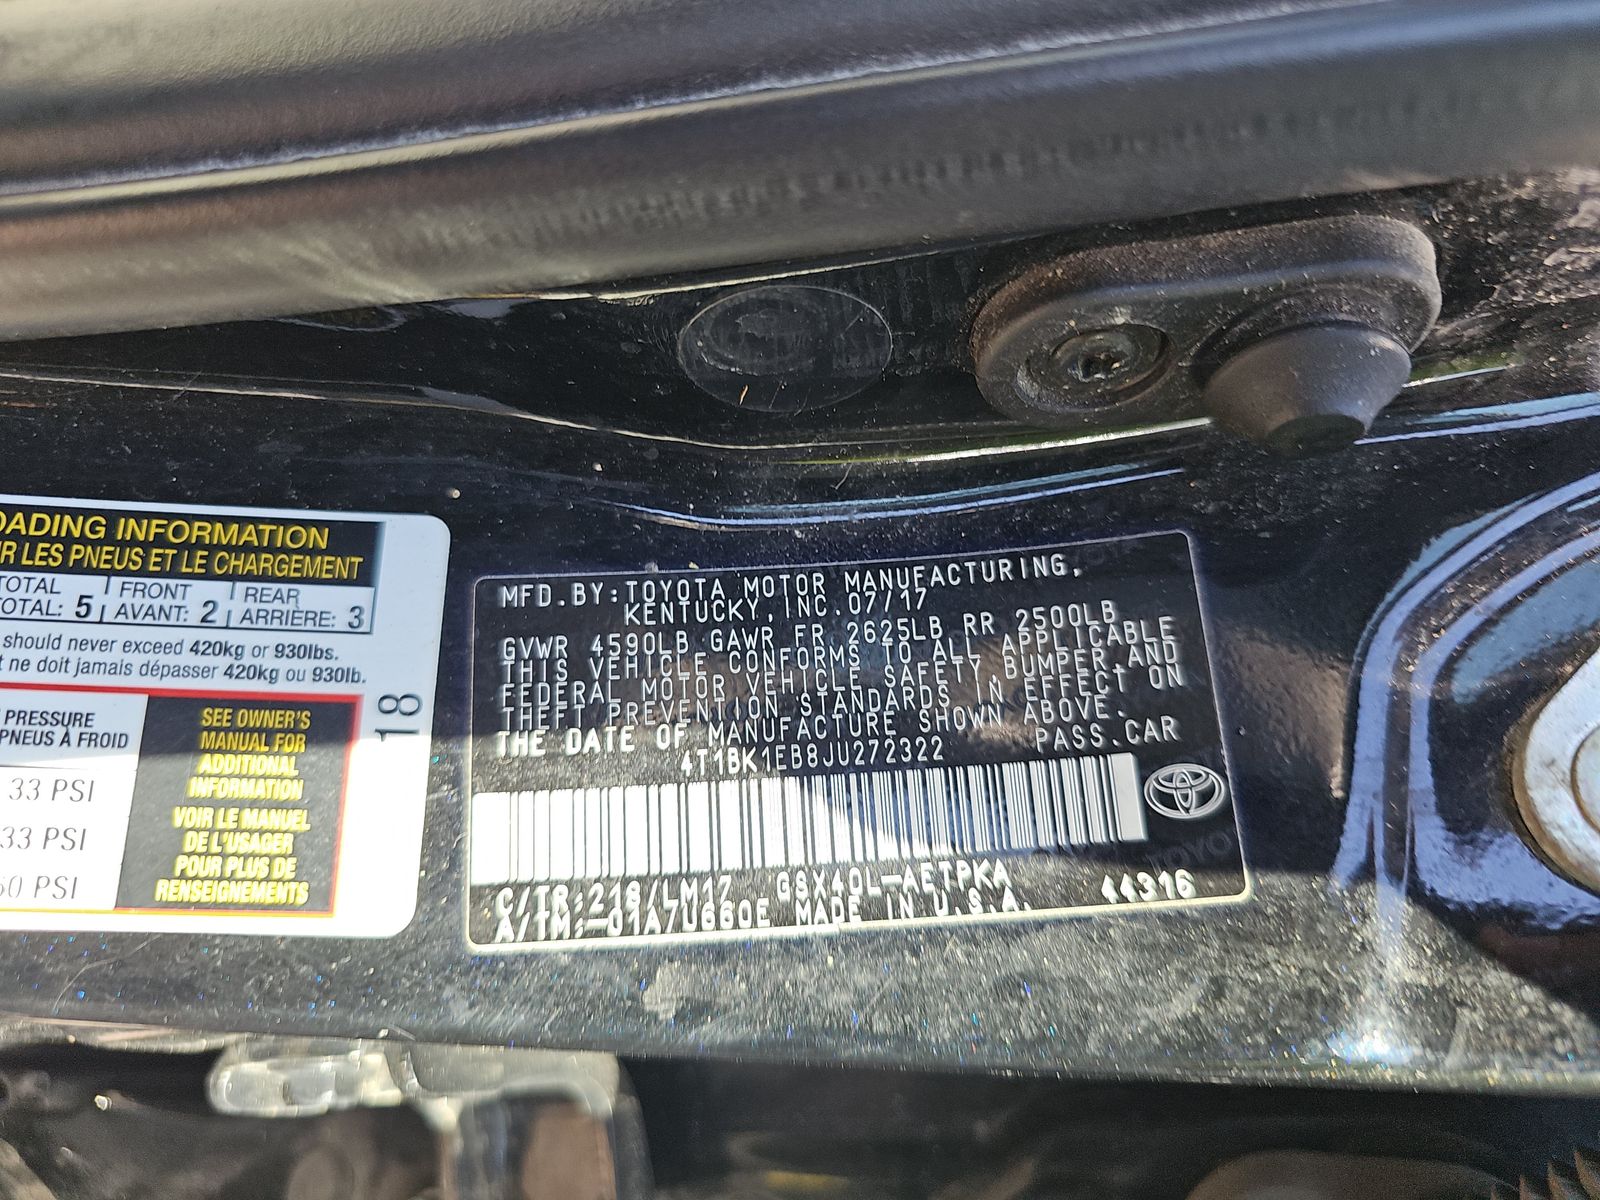 OADING INFORMATION
R LES PNEUS ET LE CHARGEMENT
TOTAL FRONT REAR
TOTAL: 5 AVANT: 2 ARRIÈRE: 3
should never exceed 420kg or 930lbs.
t ne doit jamais dépasser 420kg ou 930lb.
PRESSURE
PNEUS À FROID
33 PSI
33 PSI
60 PSI
SEE OWNER'S
MANUAL FOR
ADDITIONAL
INFORMATION
VOIR LE MANUEL
DE L'USAGER
POUR PLUS DE
RENSEIGNEMENTS
18
MFD.BY:TOYOTA MOTOR MANUFACTURING,
KENTUCKY, INC.07/17
GVWR 4590LB GAWR FR 2625LB RR 2500LB
THIS VEHICLE CONFORMS TO ALL APPLICABLE
FEDERAL MOTOR VEHICLE SAFETY, BUMPER, AND
THEFT PREVENTION STANDARDS IN EFFECT ON
THE DATE OF MANUFACTURE SHOWN ABOVE.
4T1BK1EB8JU272322 PASS.CAR
C/TR:218/LM17 GSX40L-AETPKA
A/TM:-01A/U660E MADE IN U.S.A. 44316